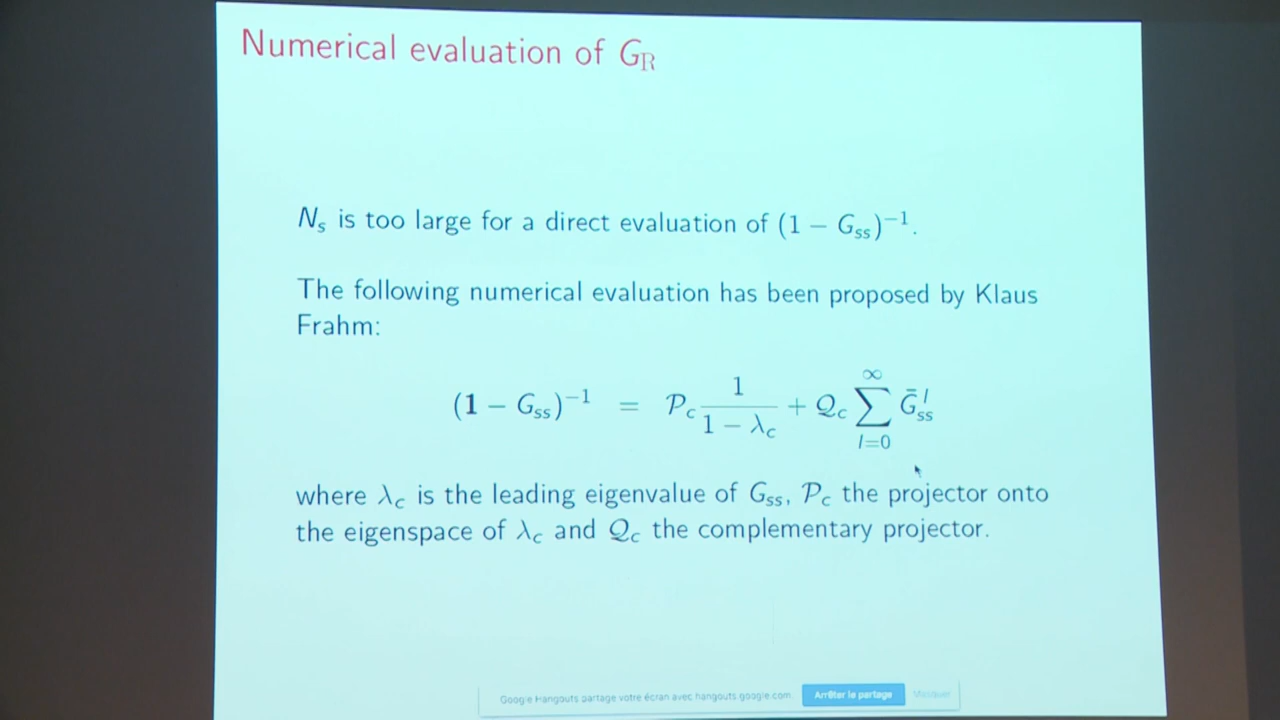 Numerical evaluation of G_R
N_s is too large for a direct evaluation of (1 − G_ss)^−1.
The following numerical evaluation has been proposed by Klaus
Frahm:
(1 − G_ss)^−1 = 𝒫_c 1/(1 − λ_c) + 𝒬_c ∑_{l=0}^{∞} Ḡ_ss^l
where λ_c is the leading eigenvalue of G_ss, 𝒫_c the projector onto
the eigenspace of λ_c and 𝒬_c the complementary projector.
Google Hangouts partage votre écran avec hangouts.google.com. Arrêter le partage Masquer